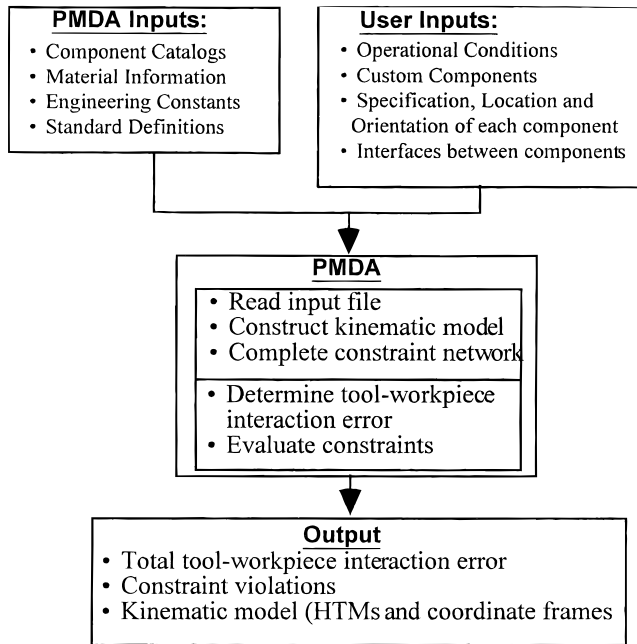 PMDA Inputs:
• Component Catalogs
• Material Information
• Engineering Constants
• Standard Definitions
User Inputs:
• Operational Conditions
• Custom Components
• Specification, Location and
Orientation of each component
• Interfaces between components
PMDA
• Read input file
• Construct kinematic model
• Complete constraint network
• Determine tool-workpiece
interaction error
• Evaluate constraints
Output
• Total tool-workpiece interaction error
• Constraint violations
• Kinematic model (HTMs and coordinate frames